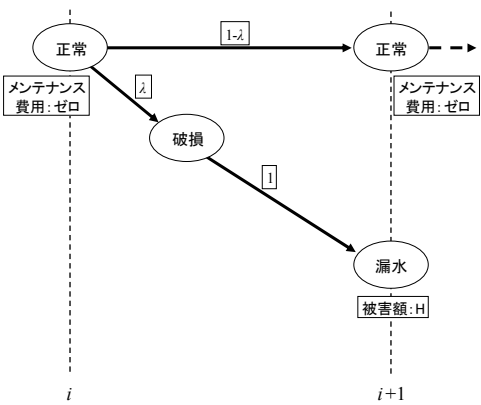 1-λ
正常
正常
メンテナンス
費用:ゼロ
λ
メンテナンス
費用:ゼロ
破損
1
漏水
被害額:H
i
i+1